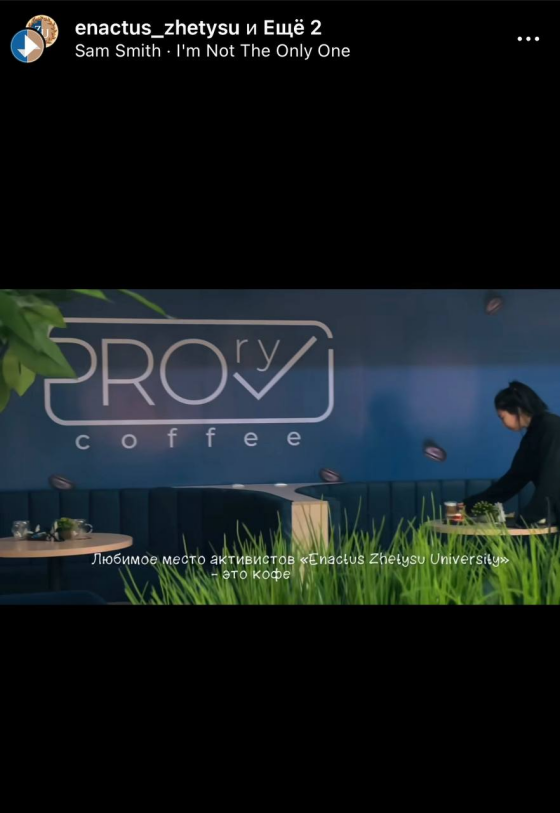 enactus_zhetysu и Ещё 2
Sam Smith · I'm Not The Only One
PROry
coffee
Любимое место активистов «Enactus Zhetysu University»
- это кофе